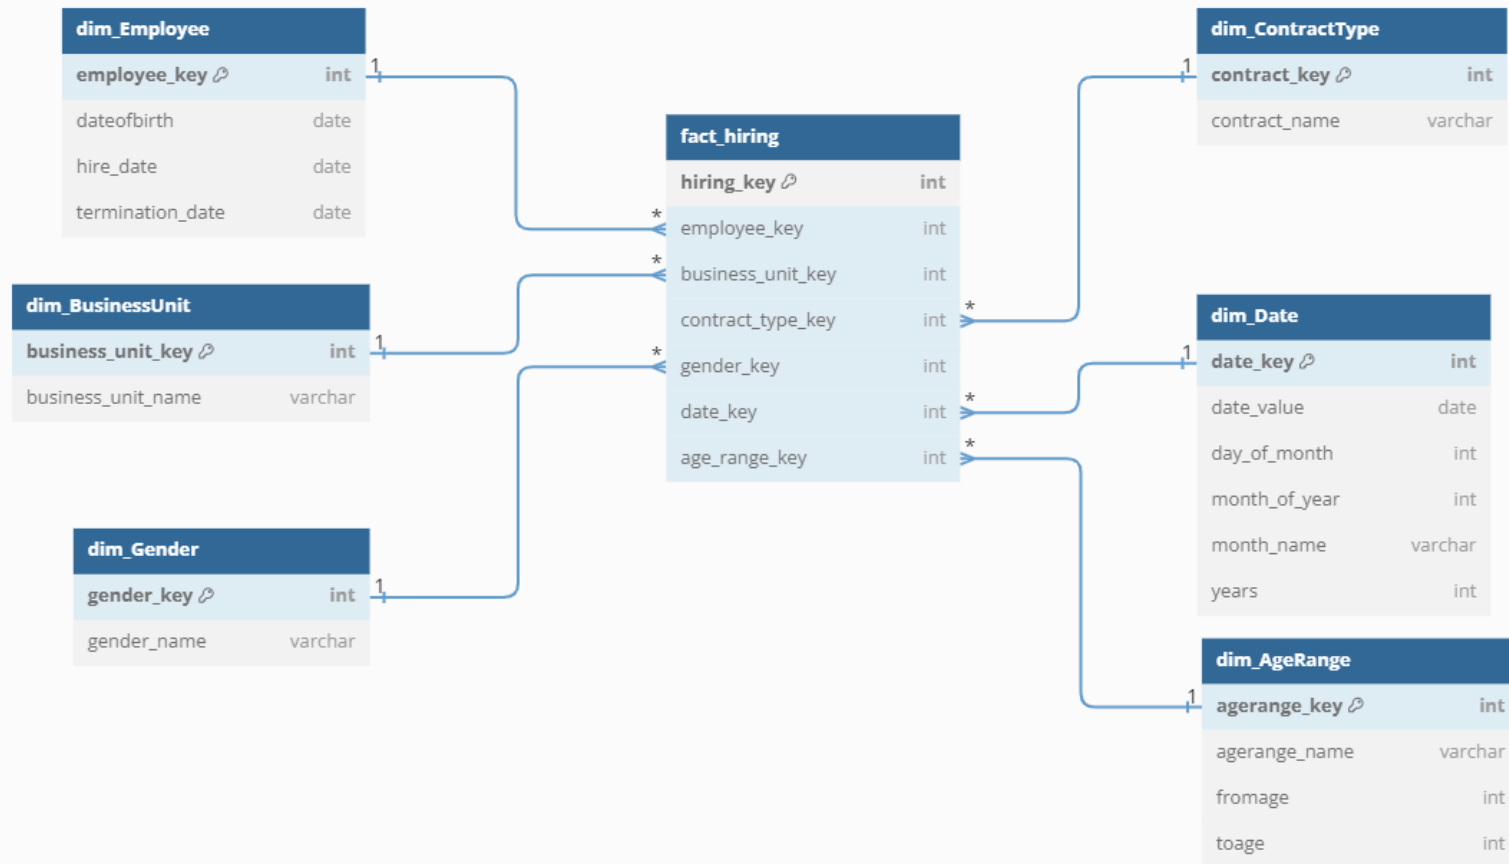 dim_Employee
employee_key int
dateofbirth date
hire_date date
termination_date date
1
dim_BusinessUnit
business_unit_key int
business_unit_name varchar
1
dim_Gender
gender_key int
gender_name varchar
1
fact_hiring
hiring_key int
* employee_key int
* business_unit_key int
contract_type_key int *
* gender_key int
date_key int *
age_range_key int *
dim_ContractType
1 contract_key int
contract_name varchar
dim_Date
1 date_key int
date_value date
day_of_month int
month_of_year int
month_name varchar
years int
dim_AgeRange
1 agerange_key int
agerange_name varchar
fromage int
toage int